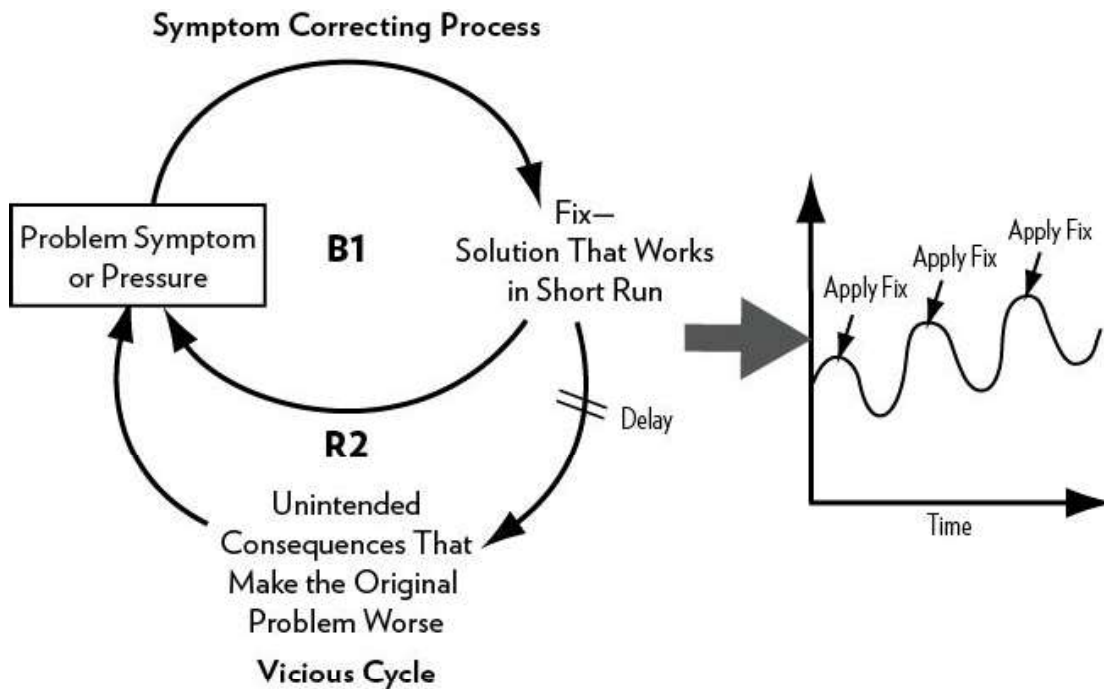 Symptom Correcting Process
Problem Symptom
or Pressure
B1
Fix—
Solution That Works
in Short Run
Delay
R2
Unintended
Consequences That
Make the Original
Problem Worse
Vicious Cycle
Apply Fix
Apply Fix
Apply Fix
Time